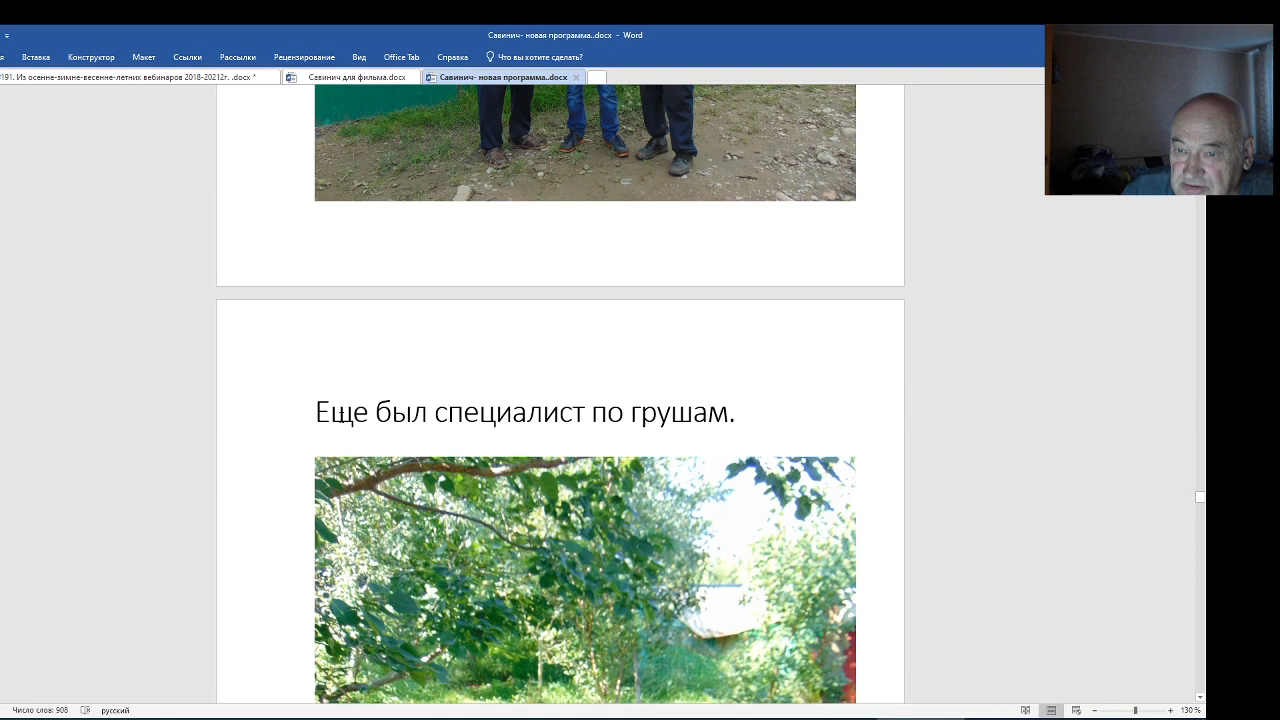 Савинич- новая программа..docx - Word
я Вставка Конструктор Макет Ссылки Рассылки Рецензирование Вид Office Tab Справка Что вы хотите сделать?
191. Из осенне-зимне-весенне-летних вебинаров 2018-20212г. .docx * Савинич для фильма.docx Савинич- новая программа..docx
Еще был специалист по грушам.
Число слов: 908 русский 130 %